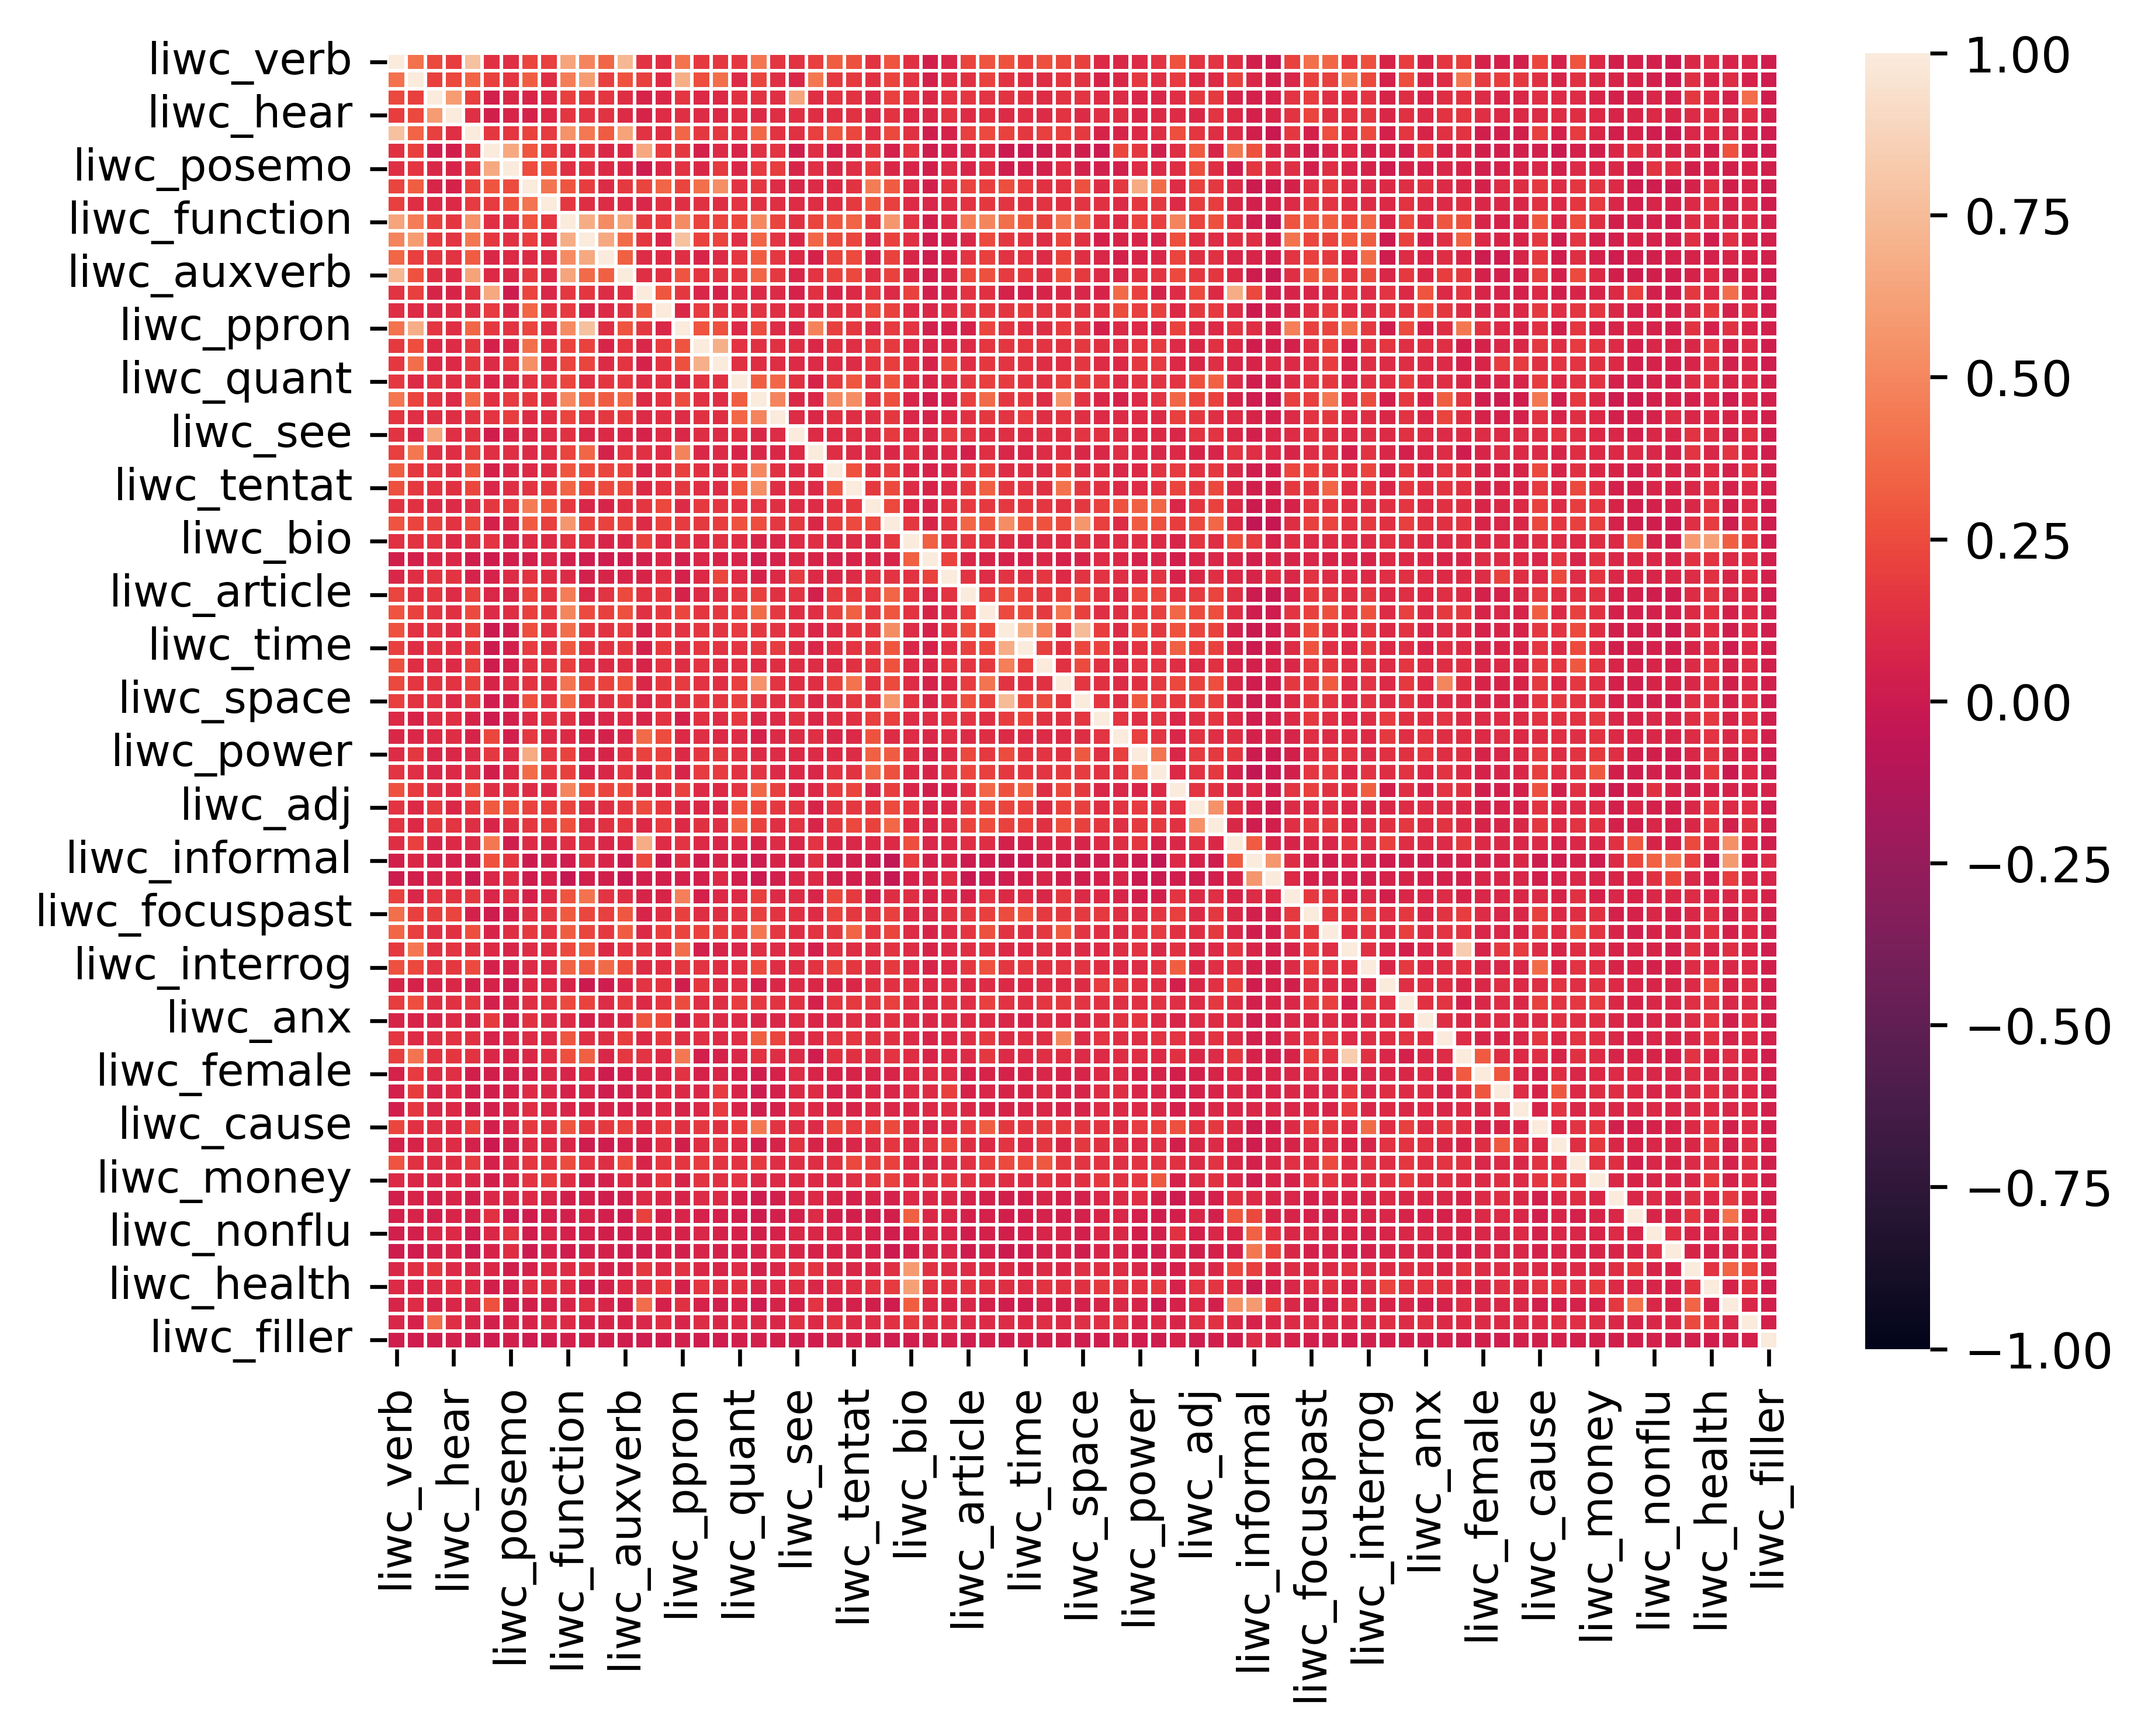 liwc_verb
liwc_hear
liwc_posemo
liwc_function
liwc_auxverb
liwc_ppron
liwc_quant
liwc_see
liwc_tentat
liwc_bio
liwc_article
liwc_time
liwc_space
liwc_power
liwc_adj
liwc_informal
liwc_focuspast
liwc_interrog
liwc_anx
liwc_female
liwc_cause
liwc_money
liwc_nonflu
liwc_health
liwc_filler
liwc_verb
liwc_hear
liwc_posemo
liwc_function
liwc_auxverb
liwc_ppron
liwc_quant
liwc_see
liwc_tentat
liwc_bio
liwc_article
liwc_time
liwc_space
liwc_power
liwc_adj
liwc_informal
liwc_focuspast
liwc_interrog
liwc_anx
liwc_female
liwc_cause
liwc_money
liwc_nonflu
liwc_health
liwc_filler
1.00
0.75
0.50
0.25
0.00
−0.25
−0.50
−0.75
−1.00